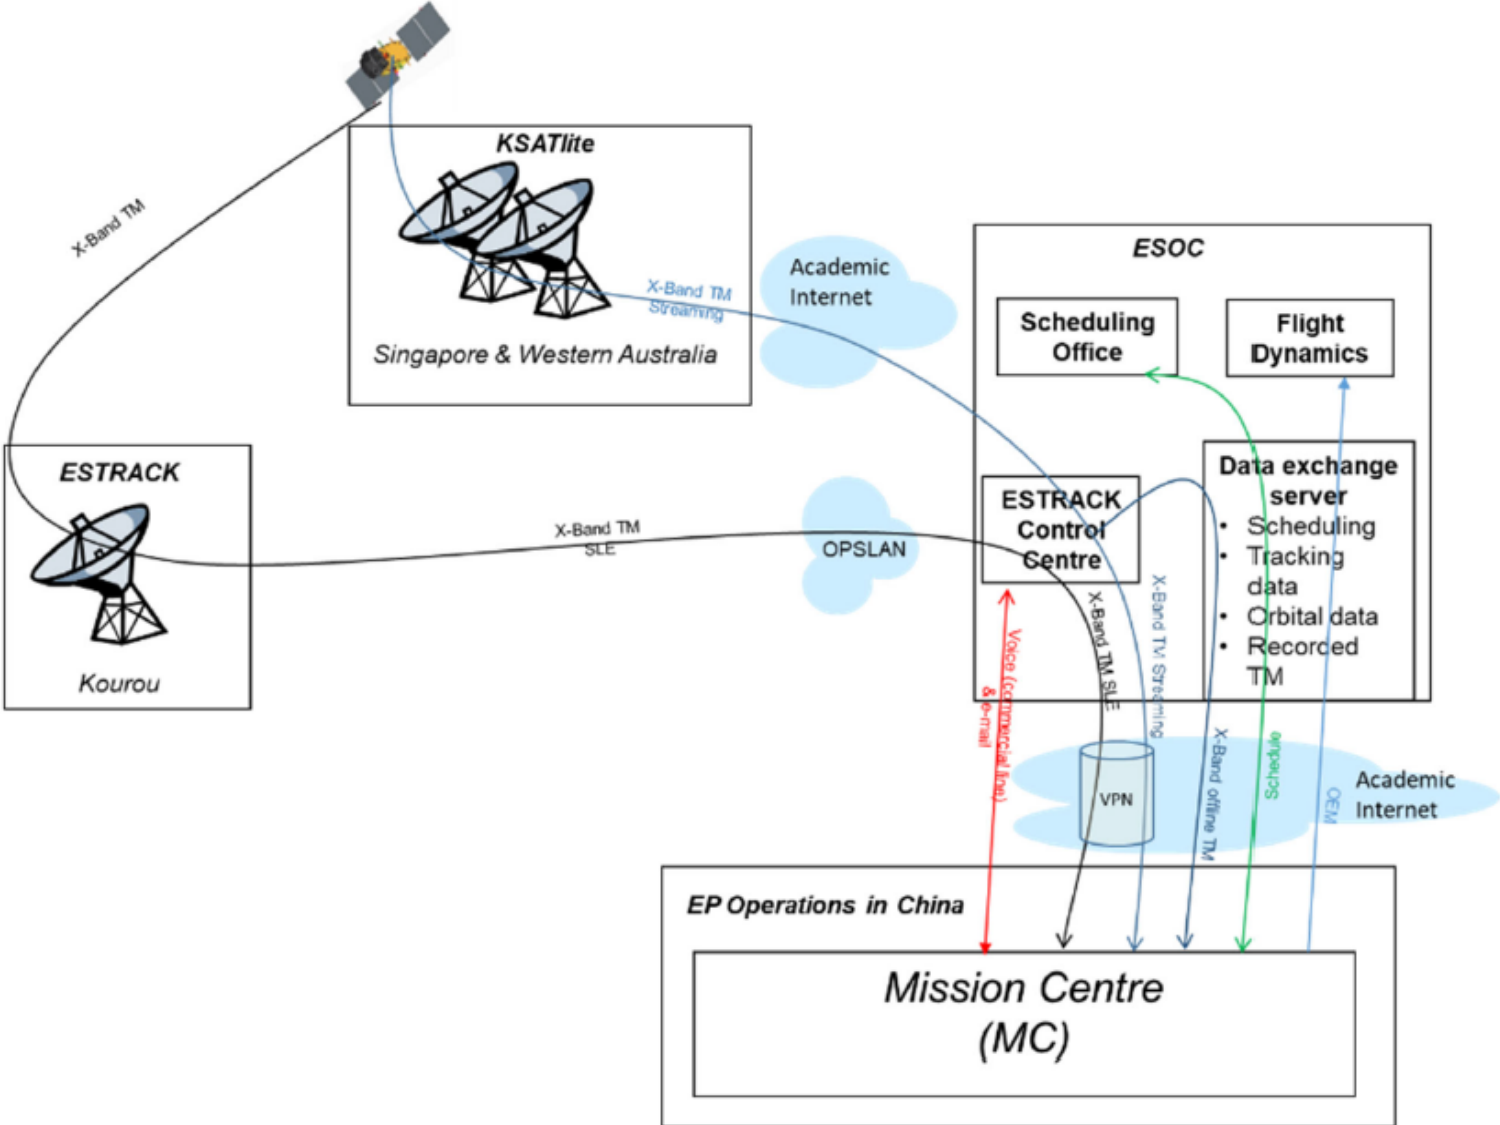 KSATlite
X-Band TM
X-Band TM
Streaming
Singapore & Western Australia
Academic
Internet
ESOC
Scheduling
Office
Flight
Dynamics
ESTRACK
Kourou
X-Band TM
SLE
OPSLAN
ESTRACK
Control
Centre
Data exchange
server
• Scheduling
• Tracking
data
• Orbital data
• Recorded
TM
Voice (commercial line)
& e-mail
X-Band TM SLE
X-Band TM Streaming
X-Band offline TM
Schedule
OEM
VPN
Academic
Internet
EP Operations in China
Mission Centre
(MC)